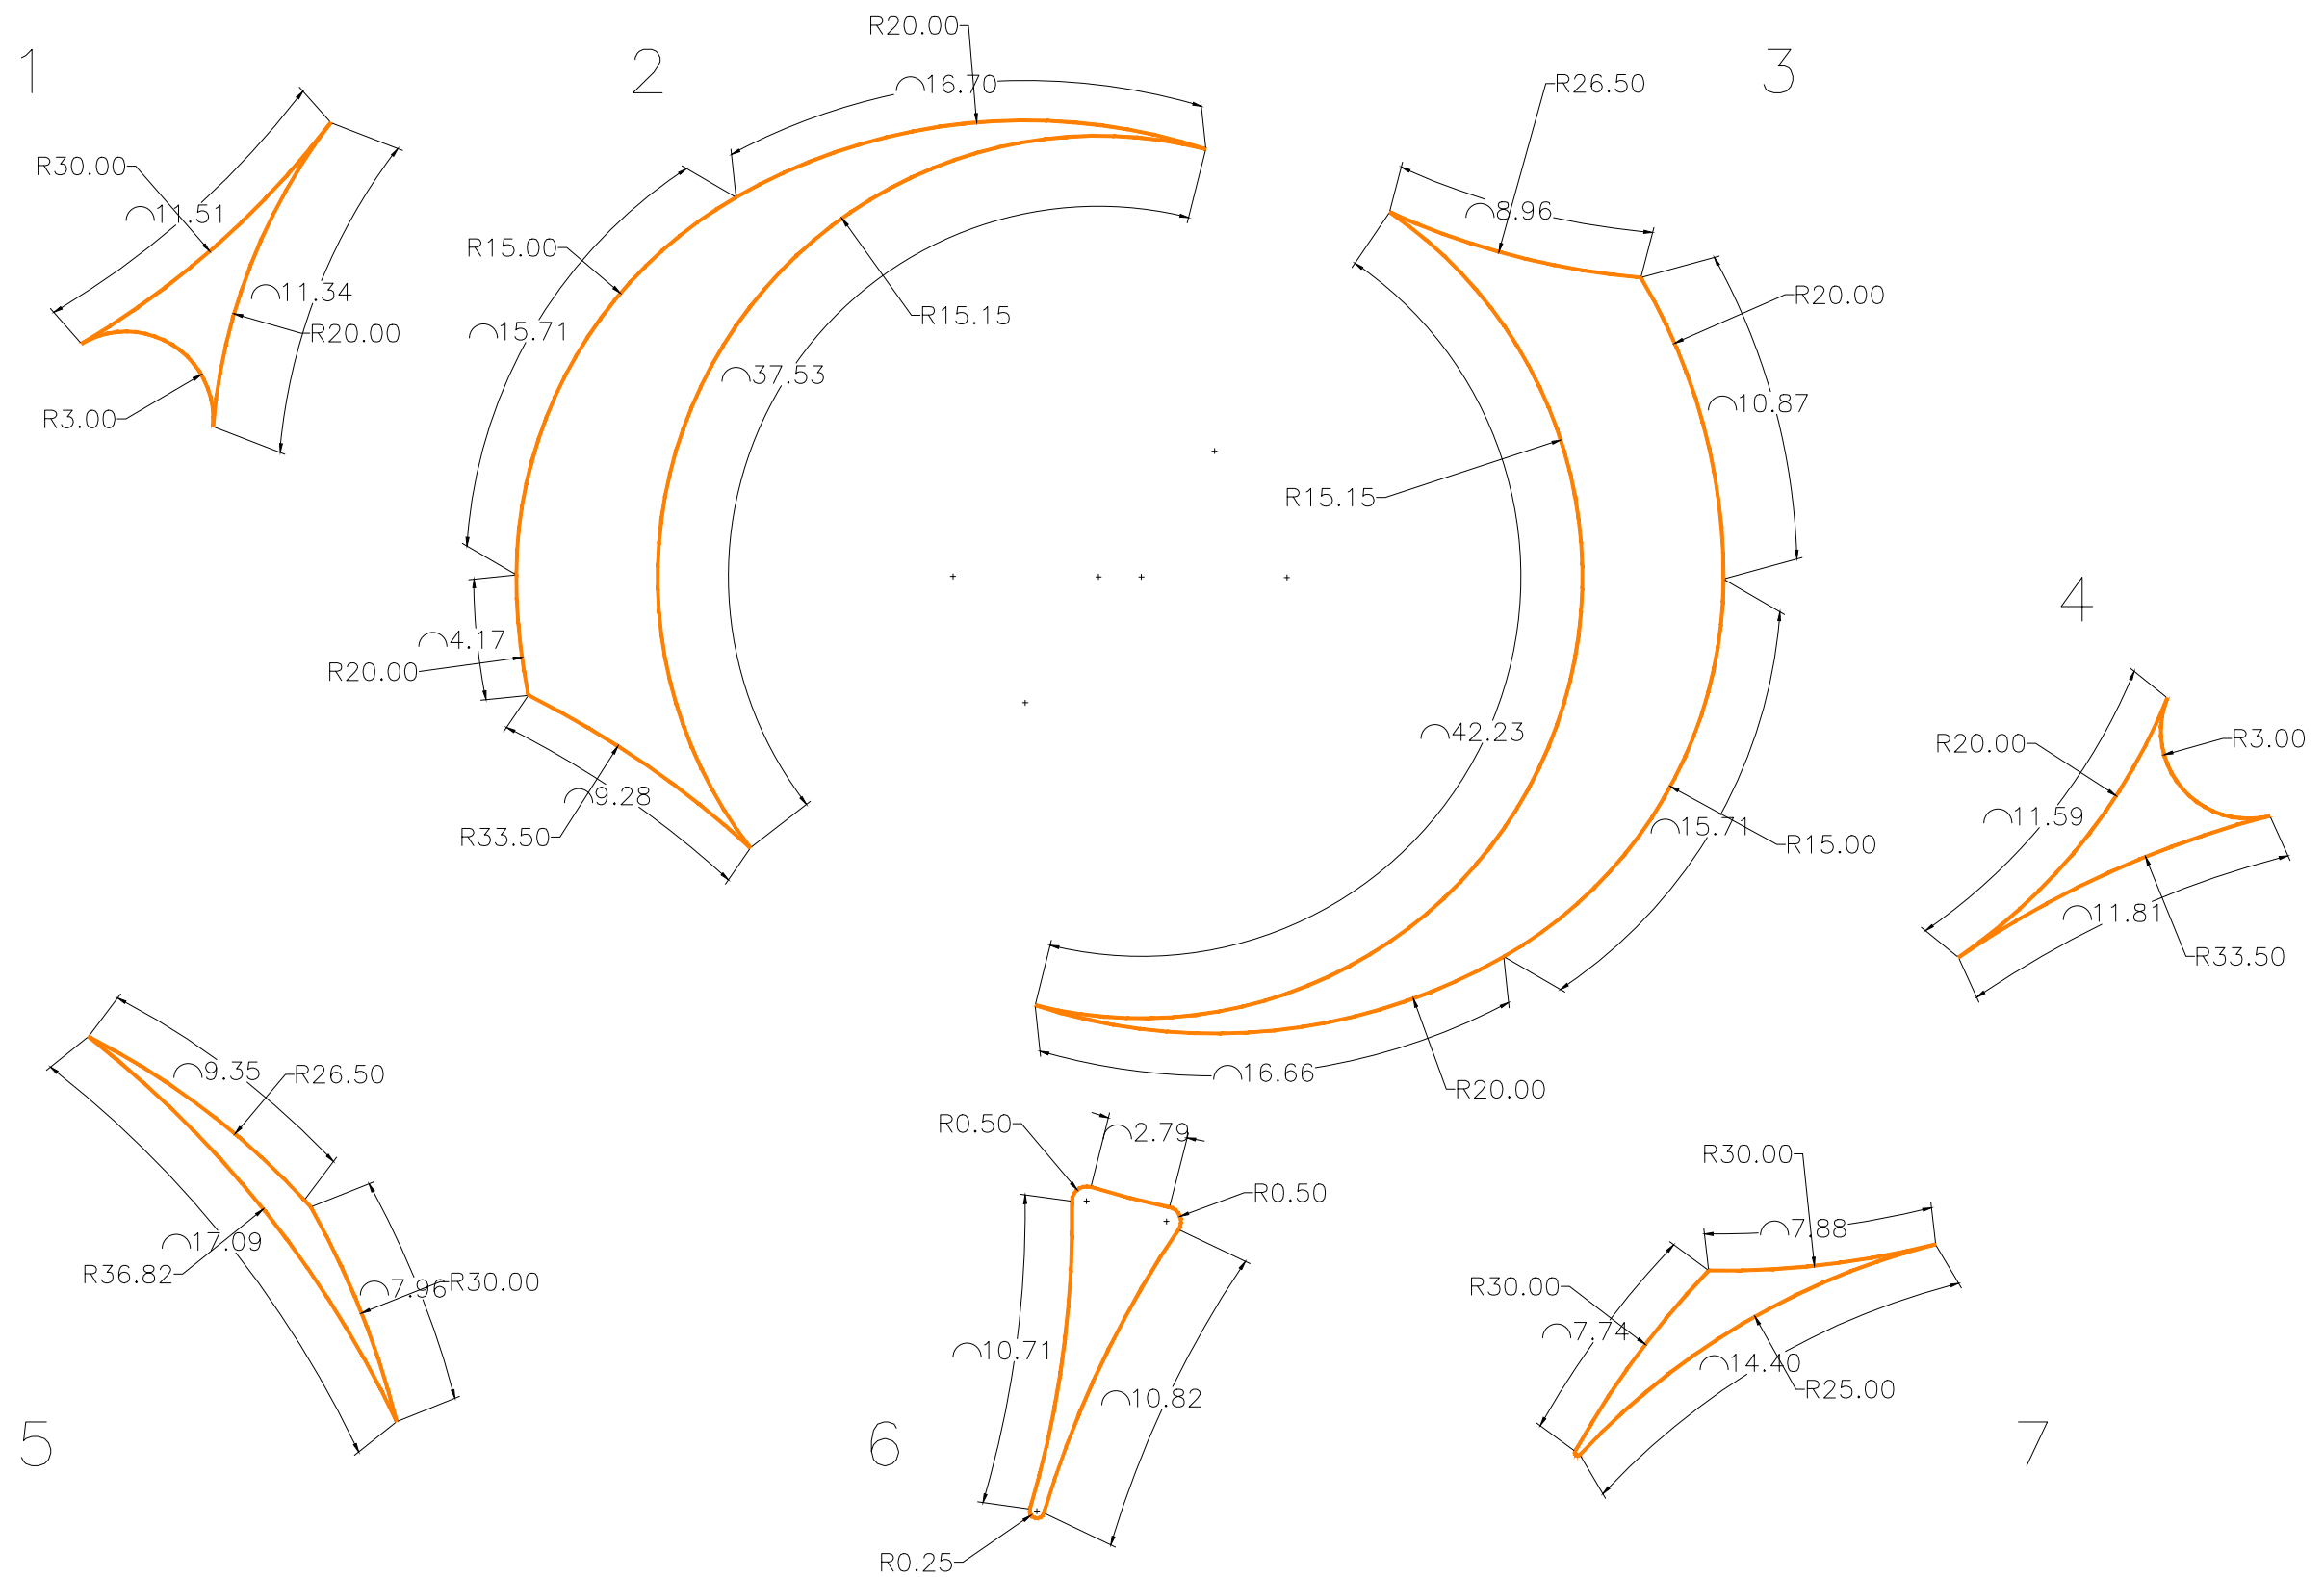 1
R30.00
⌒11.51
⌒11.34
R20.00
R3.00
2
R20.00
⌒16.70
R15.00
⌒15.71
R15.15
⌒37.53
⌒4.17
R20.00
⌒9.28
R33.50
3
R26.50
⌒8.96
R20.00
⌒10.87
R15.15
⌒42.23
⌒15.71
R15.00
⌒16.66
R20.00
4
R20.00
R3.00
⌒11.59
⌒11.81
R33.50
5
⌒9.35
R26.50
⌒17.09
R36.82
⌒7.96
R30.00
6
R0.50
⌒2.79
R0.50
⌒10.71
⌒10.82
R0.25
7
R30.00
⌒7.88
R30.00
⌒7.74
⌒14.40
R25.00